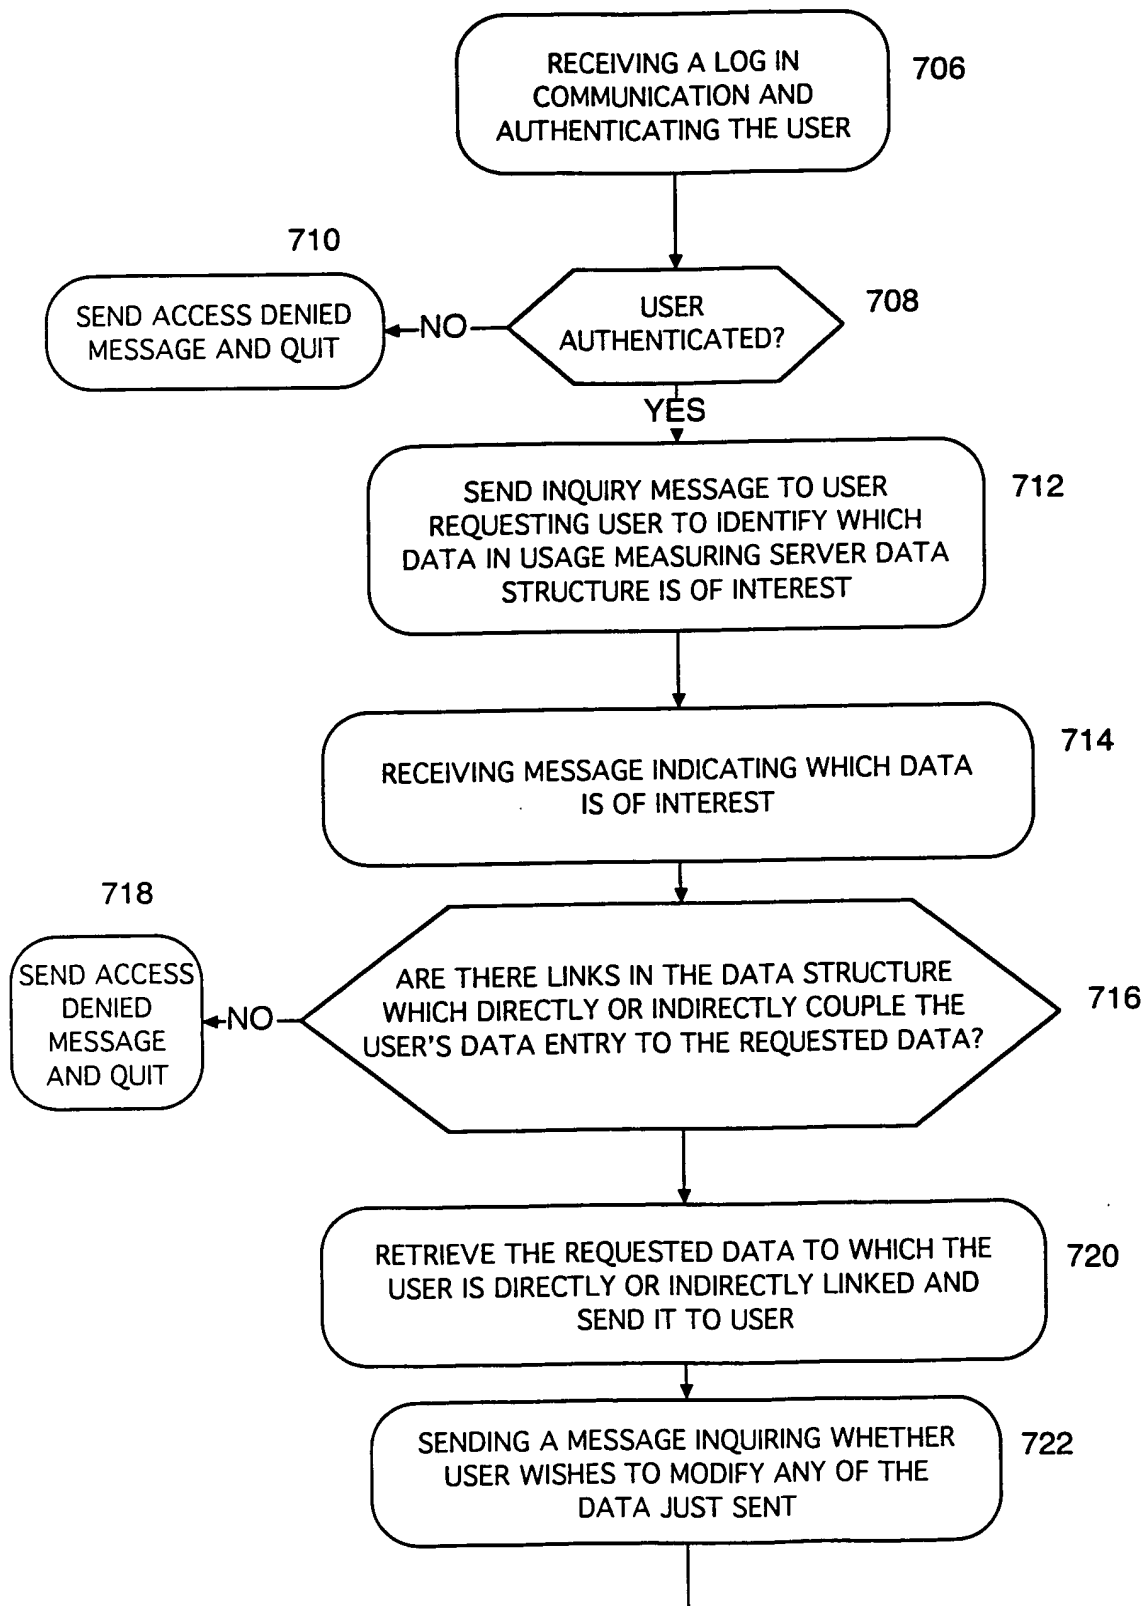 RECEIVING A LOG IN
COMMUNICATION AND
AUTHENTICATING THE USER
706
710
SEND ACCESS DENIED
MESSAGE AND QUIT
NO
USER
AUTHENTICATED?
708
YES
SEND INQUIRY MESSAGE TO USER
REQUESTING USER TO IDENTIFY WHICH
DATA IN USAGE MEASURING SERVER DATA
STRUCTURE IS OF INTEREST
712
RECEIVING MESSAGE INDICATING WHICH DATA
IS OF INTEREST
714
718
SEND ACCESS
DENIED
MESSAGE
AND QUIT
NO
ARE THERE LINKS IN THE DATA STRUCTURE
WHICH DIRECTLY OR INDIRECTLY COUPLE THE
USER'S DATA ENTRY TO THE REQUESTED DATA?
716
RETRIEVE THE REQUESTED DATA TO WHICH THE
USER IS DIRECTLY OR INDIRECTLY LINKED AND
SEND IT TO USER
720
SENDING A MESSAGE INQUIRING WHETHER
USER WISHES TO MODIFY ANY OF THE
DATA JUST SENT
722